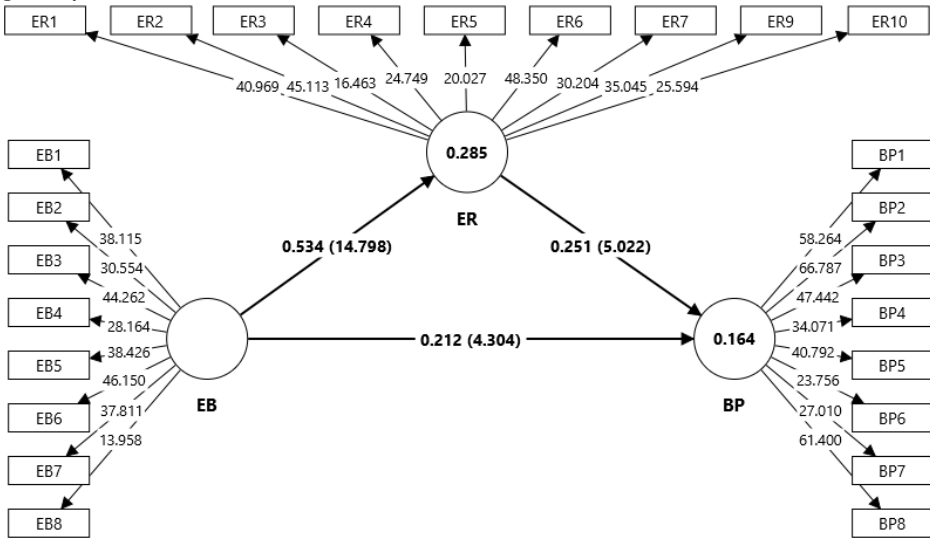 ER1 ER2 ER3 ER4 ER5 ER6 ER7 ER9 ER10
40.969 45.113 16.463 24.749 20.027 48.350 30.204 35.045 25.594
0.285
ER
EB1
EB2
EB3
EB4
EB5
EB6
EB7
EB8
38.115
30.554
44.262
28.164
38.426
46.150
37.811
13.958
EB
0.534 (14.798)
0.251 (5.022)
0.212 (4.304)
0.164
BP
58.264
66.787
47.442
34.071
40.792
23.756
27.010
61.400
BP1
BP2
BP3
BP4
BP5
BP6
BP7
BP8